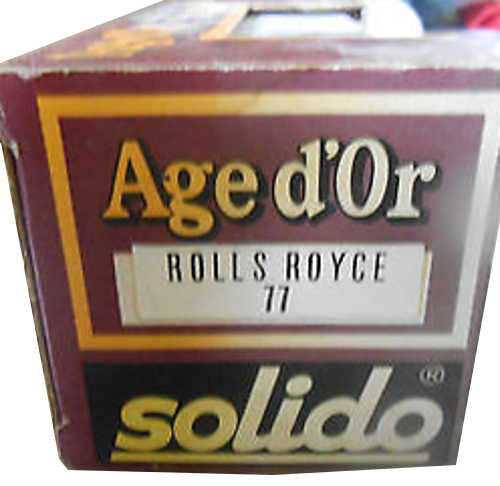 Age d'Or
ROLLS ROYCE
77
solido ®